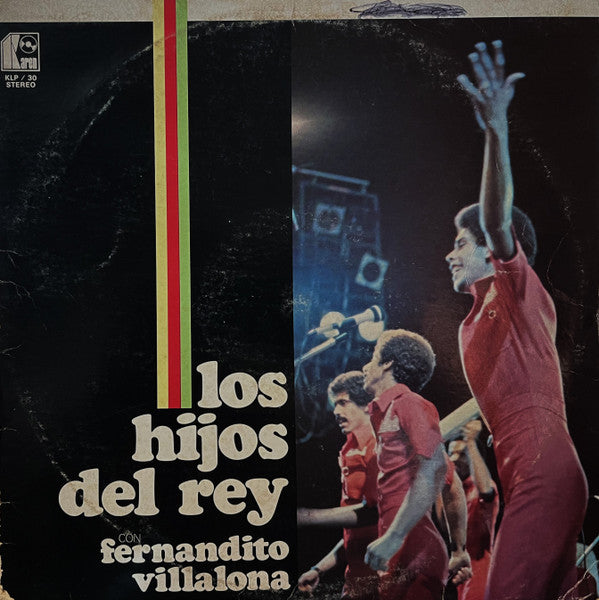 Karen
KLP / 30
STEREO
los
hijos
del rey
CON
fernandito
villalona